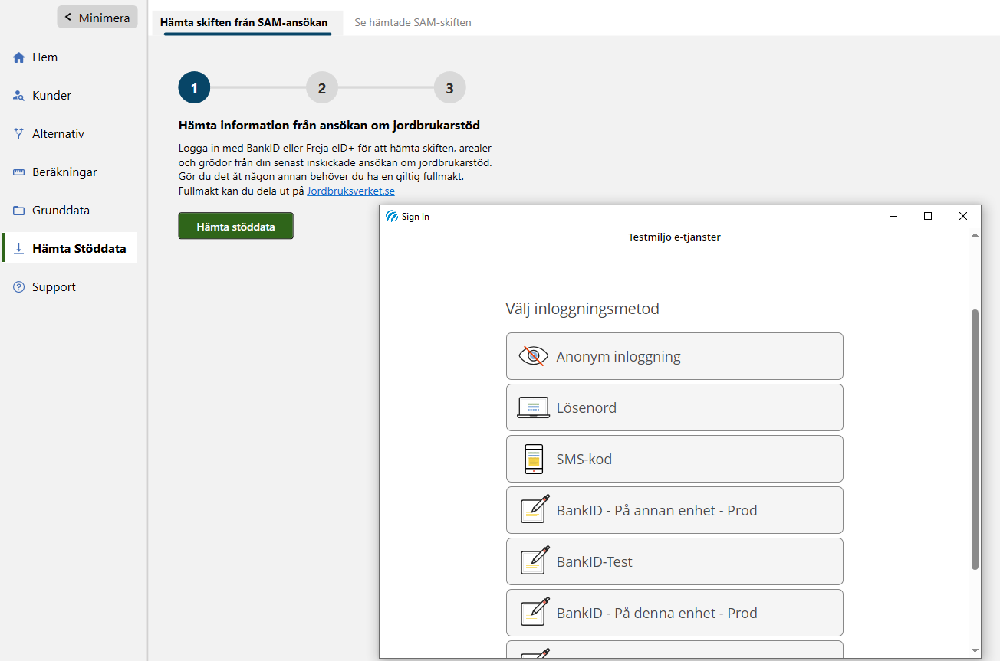 Minimera
Hem
Kunder
Alternativ
Beräkningar
Grunddata
Hämta Stöddata
Support
Hämta skiften från SAM-ansökan
Se hämtade SAM-skiften
1
2
3
Hämta information från ansökan om jordbrukarstöd
Logga in med BankID eller Freja eID+ för att hämta skiften, arealer
och grödor från din senast inskickade ansökan om jordbrukarstöd.
Gör du det åt någon annan behöver du ha en giltig fullmakt.
Fullmakt kan du dela ut på Jordbruksverket.se
Hämta stöddata
Sign In
Testmiljö e-tjänster
Välj inloggningsmetod
Anonym inloggning
Lösenord
SMS-kod
BankID - På annan enhet - Prod
BankID-Test
BankID - På denna enhet - Prod